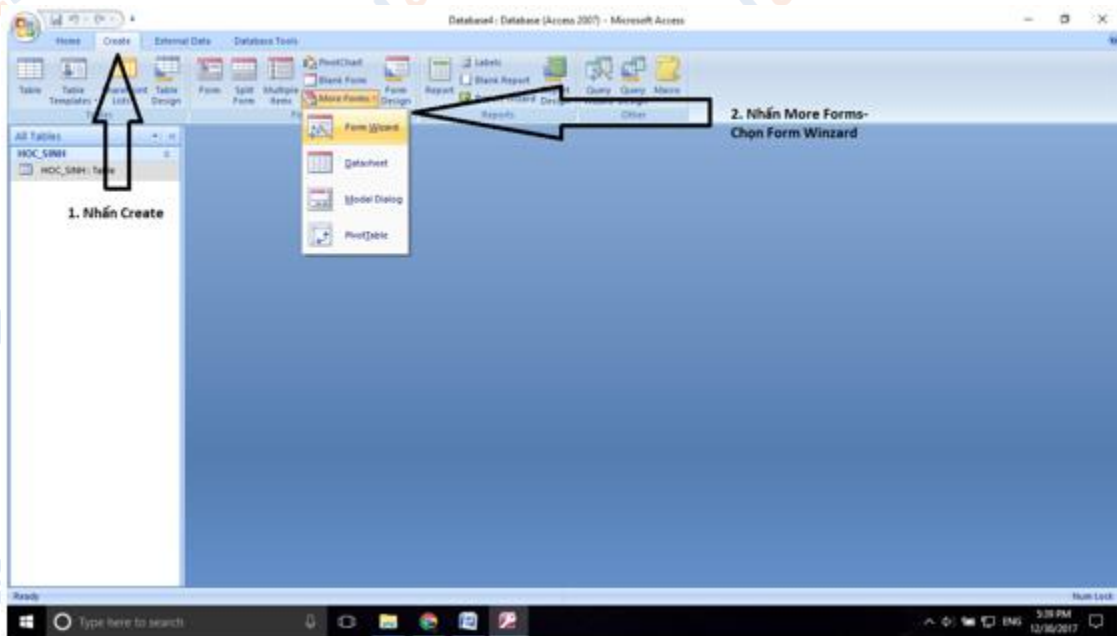 Database4 : Database (Access 2007) - Microsoft Access
Home Create External Data Database Tools
Table Table Templates Lists Table Design
Form Split Form Multiple Items PivotChart Blank Form More Forms Form Design
Report Labels Blank Report
Query Query Macro
Reports Other
All Tables
HOC_SINH
HOC_SINH : Table
Form Wizard
Datasheet
Modal Dialog
PivotTable
1. Nhấn Create
2. Nhấn More Forms-
Chọn Form Winzard
Ready
Num Lock
Type here to search
ENG
5:39 PM
12/30/2017